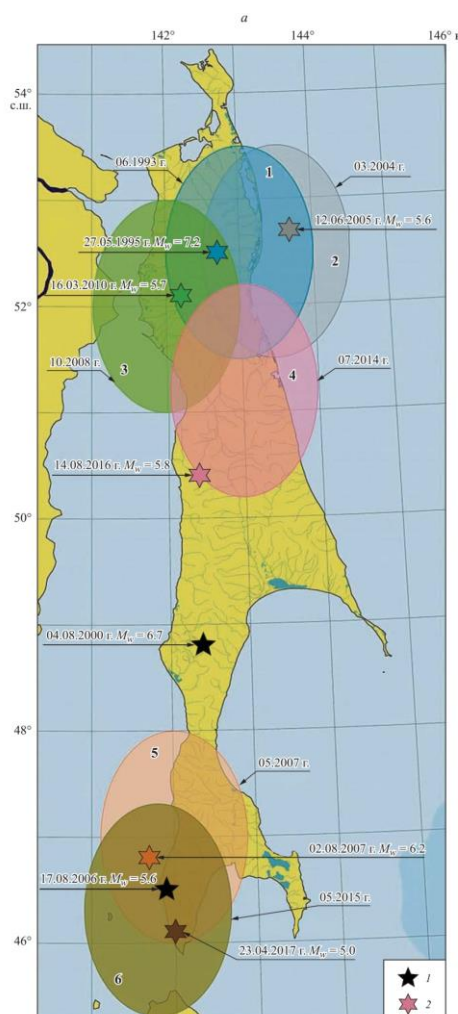 а
142°
144°
146° в
54°
с.ш.
06.1993 г.
1
03.2004 г.
12.06.2005 г. Mw = 5.6
27.05.1995 г. Mw = 7.2
2
16.03.2010 г. Mw = 5.7
52°
10.2008 г.
3
4
07.2014 г.
14.08.2016 г. Mw = 5.8
50°
04.08.2000 г. Mw = 6.7
48°
5
05.2007 г.
02.08.2007 г. Mw = 6.2
17.08.2006 г. Mw = 5.6
05.2015 г.
46°
23.04.2017 г. Mw = 5.0
6
1
2